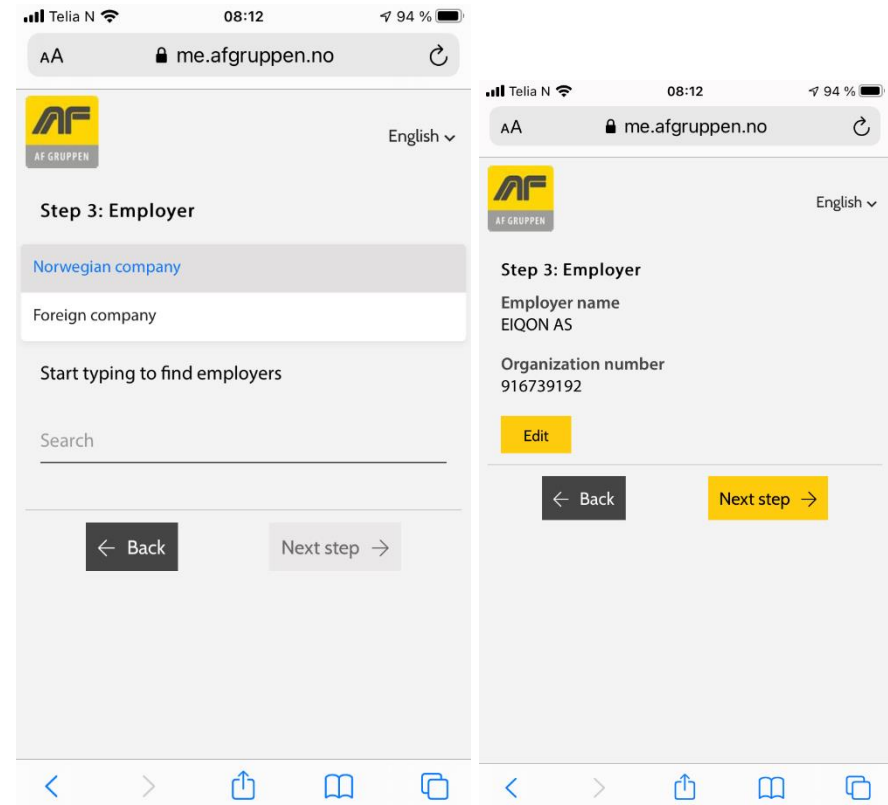 Telia N 08:12 94 %
AA me.afgruppen.no
AF
AF GRUPPEN
English
Step 3: Employer
Norwegian company
Foreign company
Start typing to find employers
Search
← Back Next step →
Telia N 08:12 94 %
AA me.afgruppen.no
AF
AF GRUPPEN
English
Step 3: Employer
Employer name
EIQON AS
Organization number
916739192
Edit
← Back Next step →